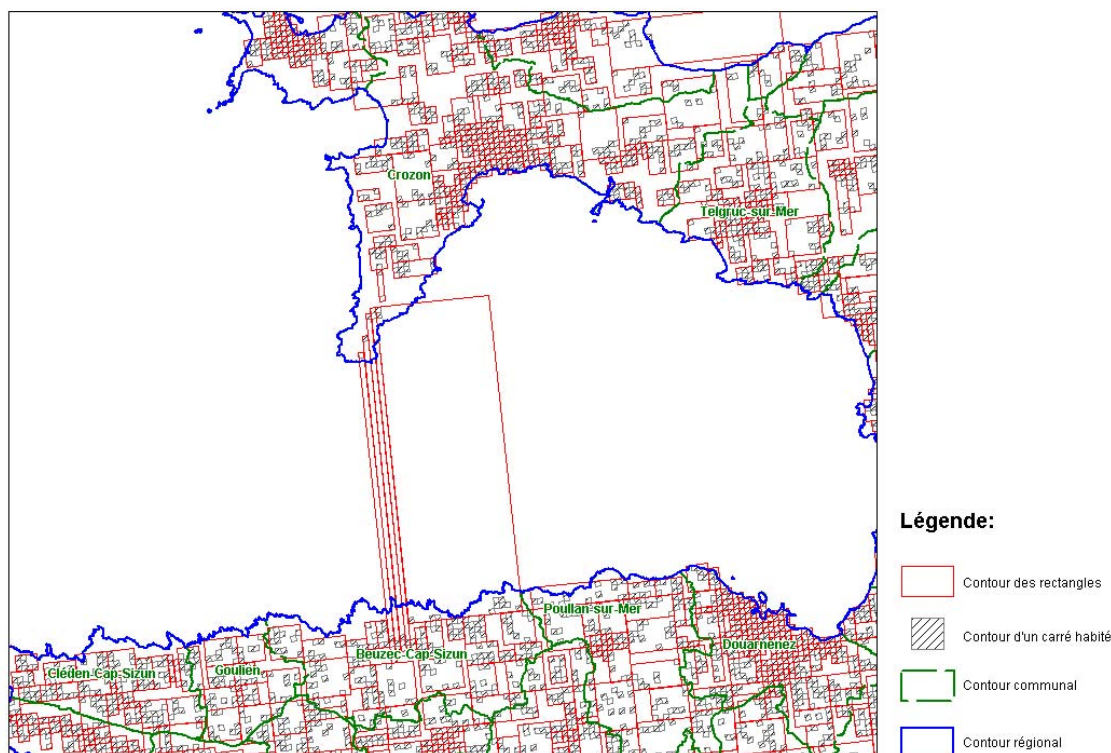 Crozon
Telgruc-sur-Mer
Poullan-sur-Mer
Douarnenez
Beuzec-Cap-Sizun
Goulien
Cléden-Cap-Sizun
Légende:
Contour des rectangles
Contour d'un carré habité
Contour communal
Contour régional